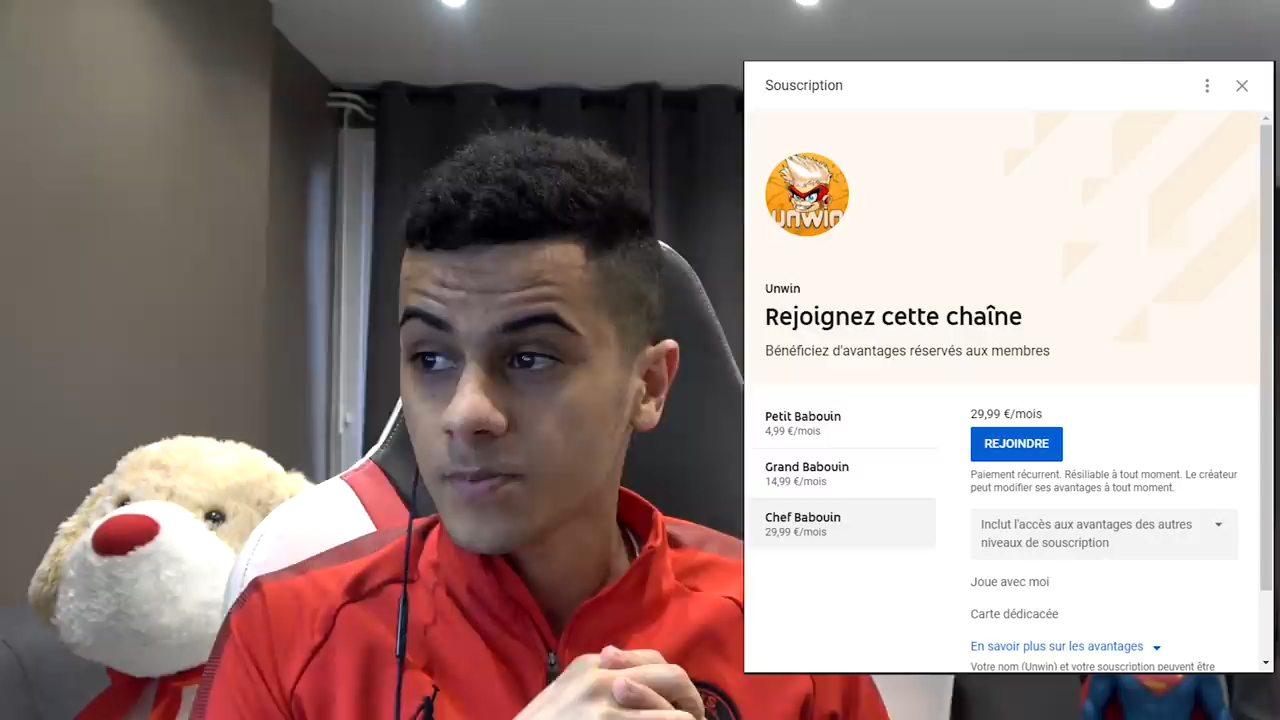 Souscription
unwin
Unwin
Rejoignez cette chaîne
Bénéficiez d'avantages réservés aux membres
Petit Babouin
4,99 €/mois
Grand Babouin
14,99 €/mois
Chef Babouin
29,99 €/mois
29,99 €/mois
REJOINDRE
Paiement récurrent. Résiliable à tout moment. Le créateur
peut modifier ses avantages à tout moment.
Inclut l'accès aux avantages des autres
niveaux de souscription
Joue avec moi
Carte dédicacée
En savoir plus sur les avantages
Votre nom (Unwin) et votre souscription peuvent être